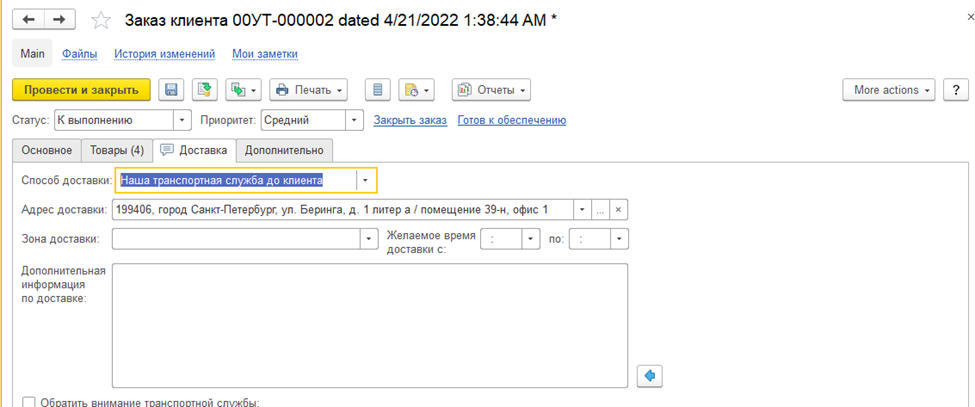 Заказ клиента 00УТ-000002 dated 4/21/2022 1:38:44 AM *
Main Файлы История изменений Мои заметки
Провести и закрыть Печать Отчеты More actions ?
Статус: К выполнению Приоритет: Средний Закрыть заказ Готов к обеспечению
Основное Товары (4) Доставка Дополнительно
Способ доставки: Наша транспортная служба до клиента
Адрес доставки: 199406, город Санкт-Петербург, ул. Беринга, д. 1 литер а / помещение 39-н, офис 1 ... ×
Зона доставки: Желаемое время доставки с: : по: :
Дополнительная
информация
по доставке:
Обратить внимание транспортной службы: